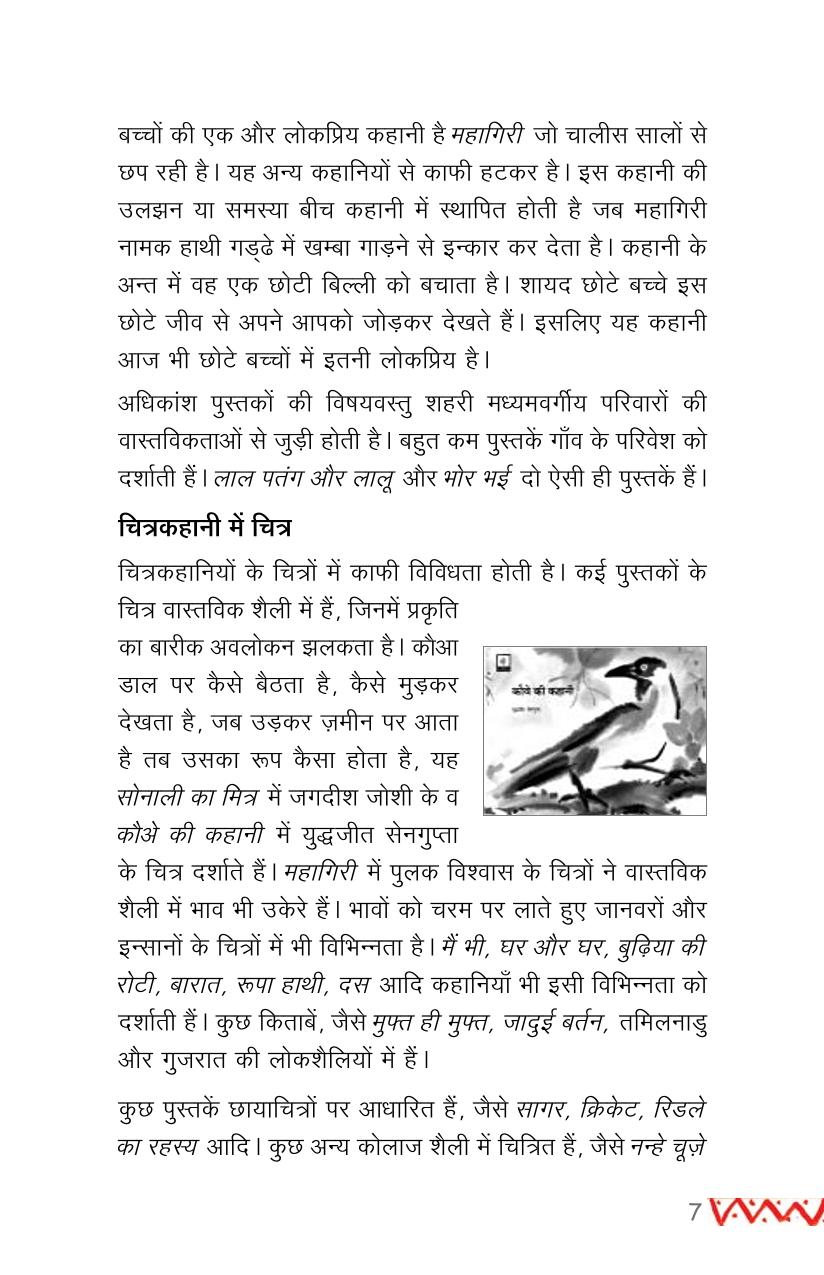 बच्चों की एक और लोकप्रिय कहानी है महागिरी जो चालीस सालों से
छप रही है। यह अन्य कहानियों से काफी हटकर है। इस कहानी की
उलझन या समस्या बीच कहानी में स्थापित होती है जब महागिरी
नामक हाथी गड्ढे में खम्बा गाड़ने से इन्कार कर देता है। कहानी के
अन्त में वह एक छोटी बिल्ली को बचाता है। शायद छोटे बच्चे इस
छोटे जीव से अपने आपको जोड़कर देखते हैं। इसलिए यह कहानी
आज भी छोटे बच्चों में इतनी लोकप्रिय है।
अधिकांश पुस्तकों की विषयवस्तु शहरी मध्यमवर्गीय परिवारों की
वास्तविकताओं से जुड़ी होती है। बहुत कम पुस्तकें गाँव के परिवेश को
दर्शाती हैं। लाल पतंग और लालू और भोर भई दो ऐसी ही पुस्तकें हैं।
चित्रकहानी में चित्र
चित्रकहानियों के चित्रों में काफी विविधता होती है। कई पुस्तकों के
चित्र वास्तविक शैली में हैं, जिनमें प्रकृति
का बारीक अवलोकन झलकता है। कौआ
डाल पर कैसे बैठता है, कैसे मुड़कर
देखता है, जब उड़कर ज़मीन पर आता
है तब उसका रूप कैसा होता है, यह
सोनाली का मित्र में जगदीश जोशी के व
कौअे की कहानी में युद्धजीत सेनगुप्ता
के चित्र दर्शाते हैं। महागिरी में पुलक विश्वास के चित्रों ने वास्तविक
शैली में भाव भी उकेरे हैं। भावों को चरम पर लाते हुए जानवरों और
इन्सानों के चित्रों में भी विभिन्नता है। मैं भी, घर और घर, बुढ़िया की
रोटी, बारात, रूपा हाथी, दस आदि कहानियाँ भी इसी विभिन्नता को
दर्शाती हैं। कुछ किताबें, जैसे मुफ्त ही मुफ्त, जादुई बर्तन, तमिलनाडु
और गुजरात की लोकशैलियों में हैं।
कुछ पुस्तकें छायाचित्रों पर आधारित हैं, जैसे सागर, क्रिकेट, रिडले
का रहस्य आदि। कुछ अन्य कोलाज शैली में चित्रित हैं, जैसे नन्हे चूज़े
कौवे की कहानी
7